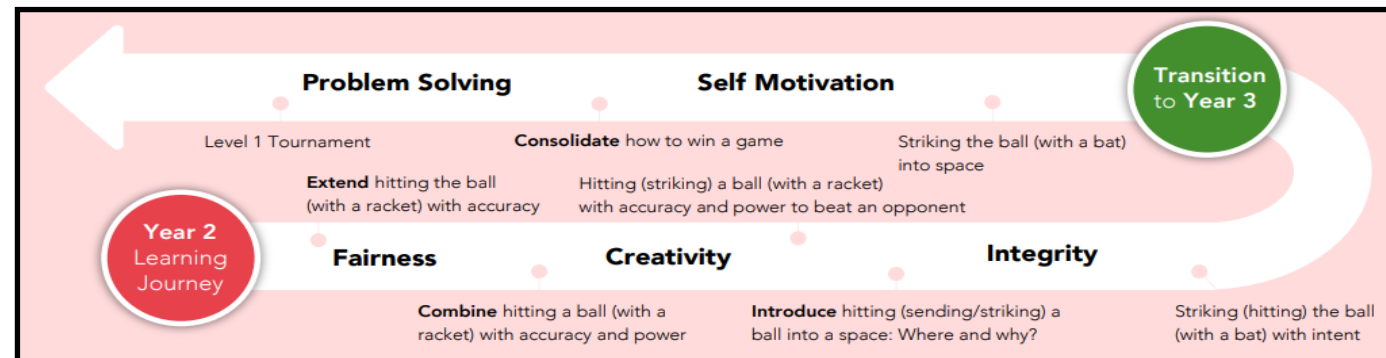 Problem Solving
Self Motivation
Transition
to Year 3
Level 1 Tournament
Consolidate how to win a game
Striking the ball (with a bat)
into space
Extend hitting the ball
(with a racket) with accuracy
Hitting (striking) a ball (with a racket)
with accuracy and power to beat an opponent
Year 2
Learning
Journey
Fairness
Creativity
Integrity
Combine hitting a ball (with a
racket) with accuracy and power
Introduce hitting (sending/striking) a
ball into a space: Where and why?
Striking (hitting) the ball
(with a bat) with intent